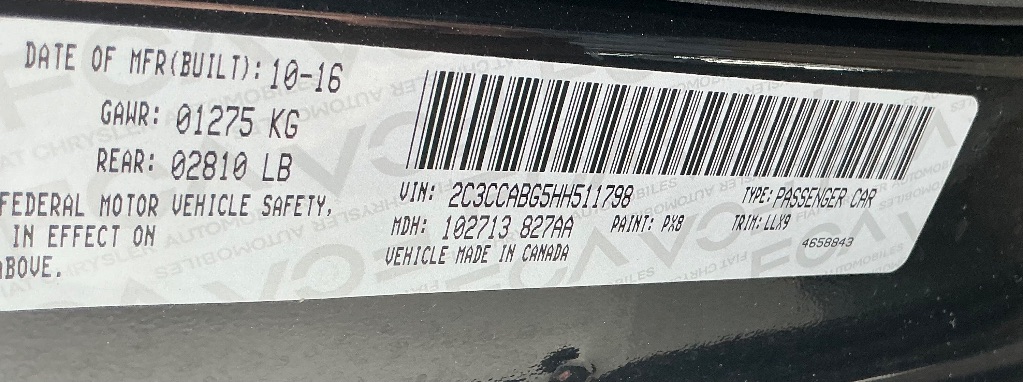 DATE OF MFR(BUILT): 10-16
GAWR: 01275 KG
REAR: 02810 LB
FEDERAL MOTOR VEHICLE SAFETY,
IN EFFECT ON
ABOVE.
VIN: 2C3CCABG5HH511798
TYPE: PASSENGER CAR
MDH: 102713 827AA
PAINT: PX8
TRIM: LLX9
VEHICLE MADE IN CANADA
4658843